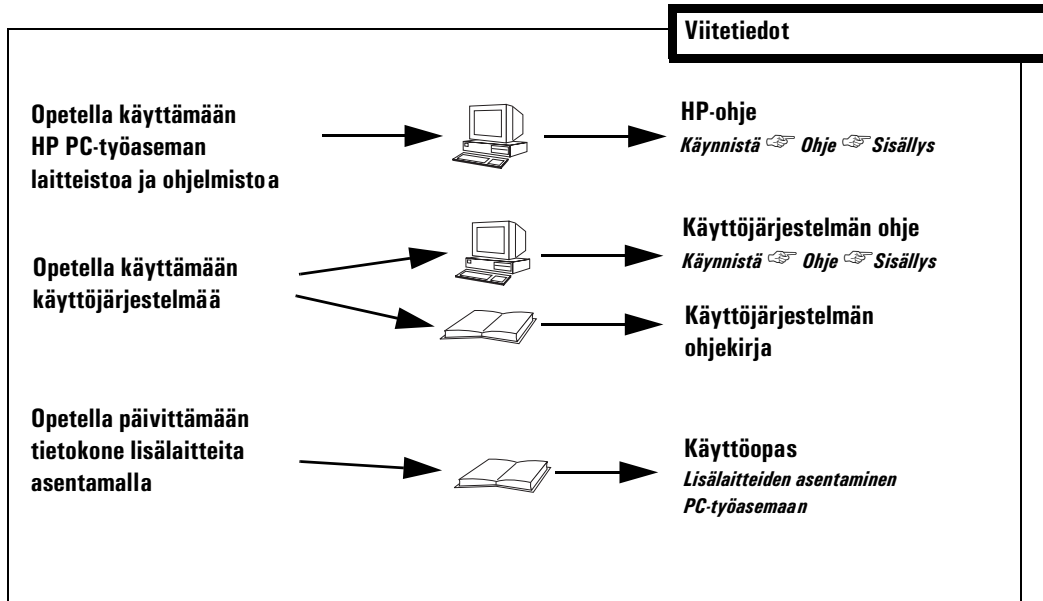 Viitetiedot
Opetella käyttämään
HP PC-työaseman
laitteistoa ja ohjelmistoa
HP-ohje
Käynnistä ☞ Ohje ☞ Sisällys
Opetella käyttämään
käyttöjärjestelmää
Käyttöjärjestelmän ohje
Käynnistä ☞ Ohje ☞ Sisällys
Käyttöjärjestelmän
ohjekirja
Opetella päivittämään
tietokone lisälaitteita
asentamalla
Käyttöopas
Lisälaitteiden asentaminen
PC-työasemaan